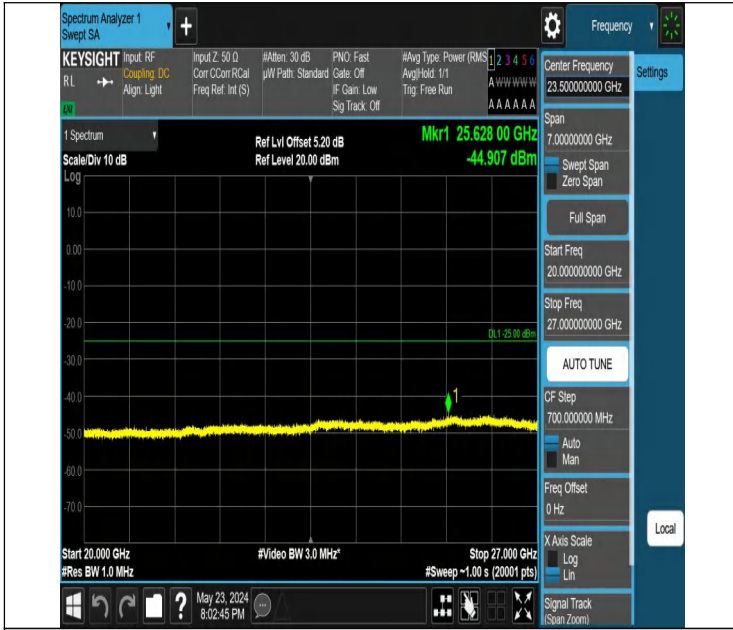 Spectrum Analyzer 1
Swept SA
+
Frequency
KEYSIGHT
RL
LXI
Input: RF
Coupling: DC
Align: Light
Input Z: 50 Ω
Corr CCorr RCal
Freq Ref: Int (S)
#Atten: 30 dB
µW Path: Standard
PNO: Fast
Gate: Off
IF Gain: Low
Sig Track: Off
#Avg Type: Power (RMS
Avg|Hold: 1/1
Trig: Free Run
1 2 3 4 5 6
A W W W W W
A A A A A A
1 Spectrum
Scale/Div 10 dB
Log
Ref Lvl Offset 5.20 dB
Ref Level 20.00 dBm
Mkr1 25.628 00 GHz
-44.907 dBm
10.0
0.00
-10.0
-20.0
DL1 -25.00 dBm
-30.0
-40.0
1
-50.0
-60.0
-70.0
Start 20.000 GHz
#Res BW 1.0 MHz
#Video BW 3.0 MHz*
Stop 27.000 GHz
#Sweep ~1.00 s (20001 pts)
?
May 23, 2024
8:02:45 PM
Center Frequency
23.500000000 GHz
Settings
Span
7.00000000 GHz
Swept Span
Zero Span
Full Span
Start Freq
20.000000000 GHz
Stop Freq
27.000000000 GHz
AUTO TUNE
CF Step
700.000000 MHz
Auto
Man
Freq Offset
0 Hz
X Axis Scale
Log
Lin
Local
Signal Track
(Span Zoom)